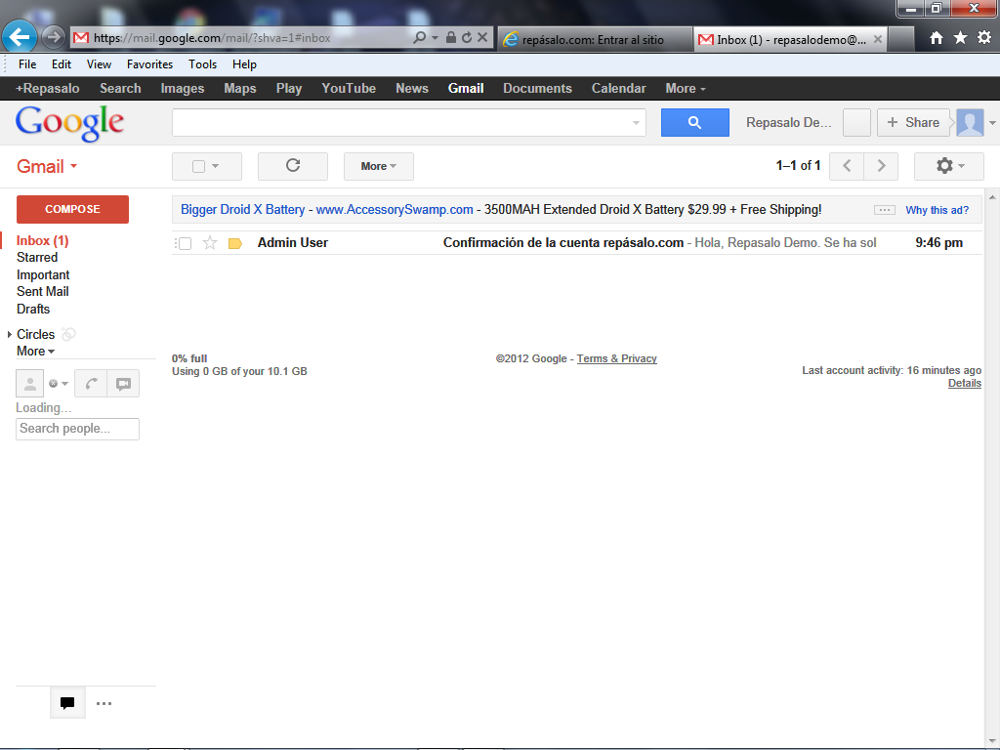 https://mail.google.com/mail/?shva=1#inbox
repásalo.com: Entrar al sitio
Inbox (1) - repasalodemo@...
File Edit View Favorites Tools Help
+Repasalo Search Images Maps Play YouTube News Gmail Documents Calendar More
Google
Repasalo De...
+ Share
Gmail
More
1–1 of 1
COMPOSE
Bigger Droid X Battery - www.AccessorySwamp.com - 3500MAH Extended Droid X Battery $29.99 + Free Shipping!
Why this ad?
Inbox (1)
Admin User Confirmación de la cuenta repásalo.com - Hola, Repasalo Demo. Se ha sol 9:46 pm
Starred
Important
Sent Mail
Drafts
Circles
More
0% full
Using 0 GB of your 10.1 GB
©2012 Google - Terms & Privacy
Last account activity: 16 minutes ago
Details
Loading...
Search people...